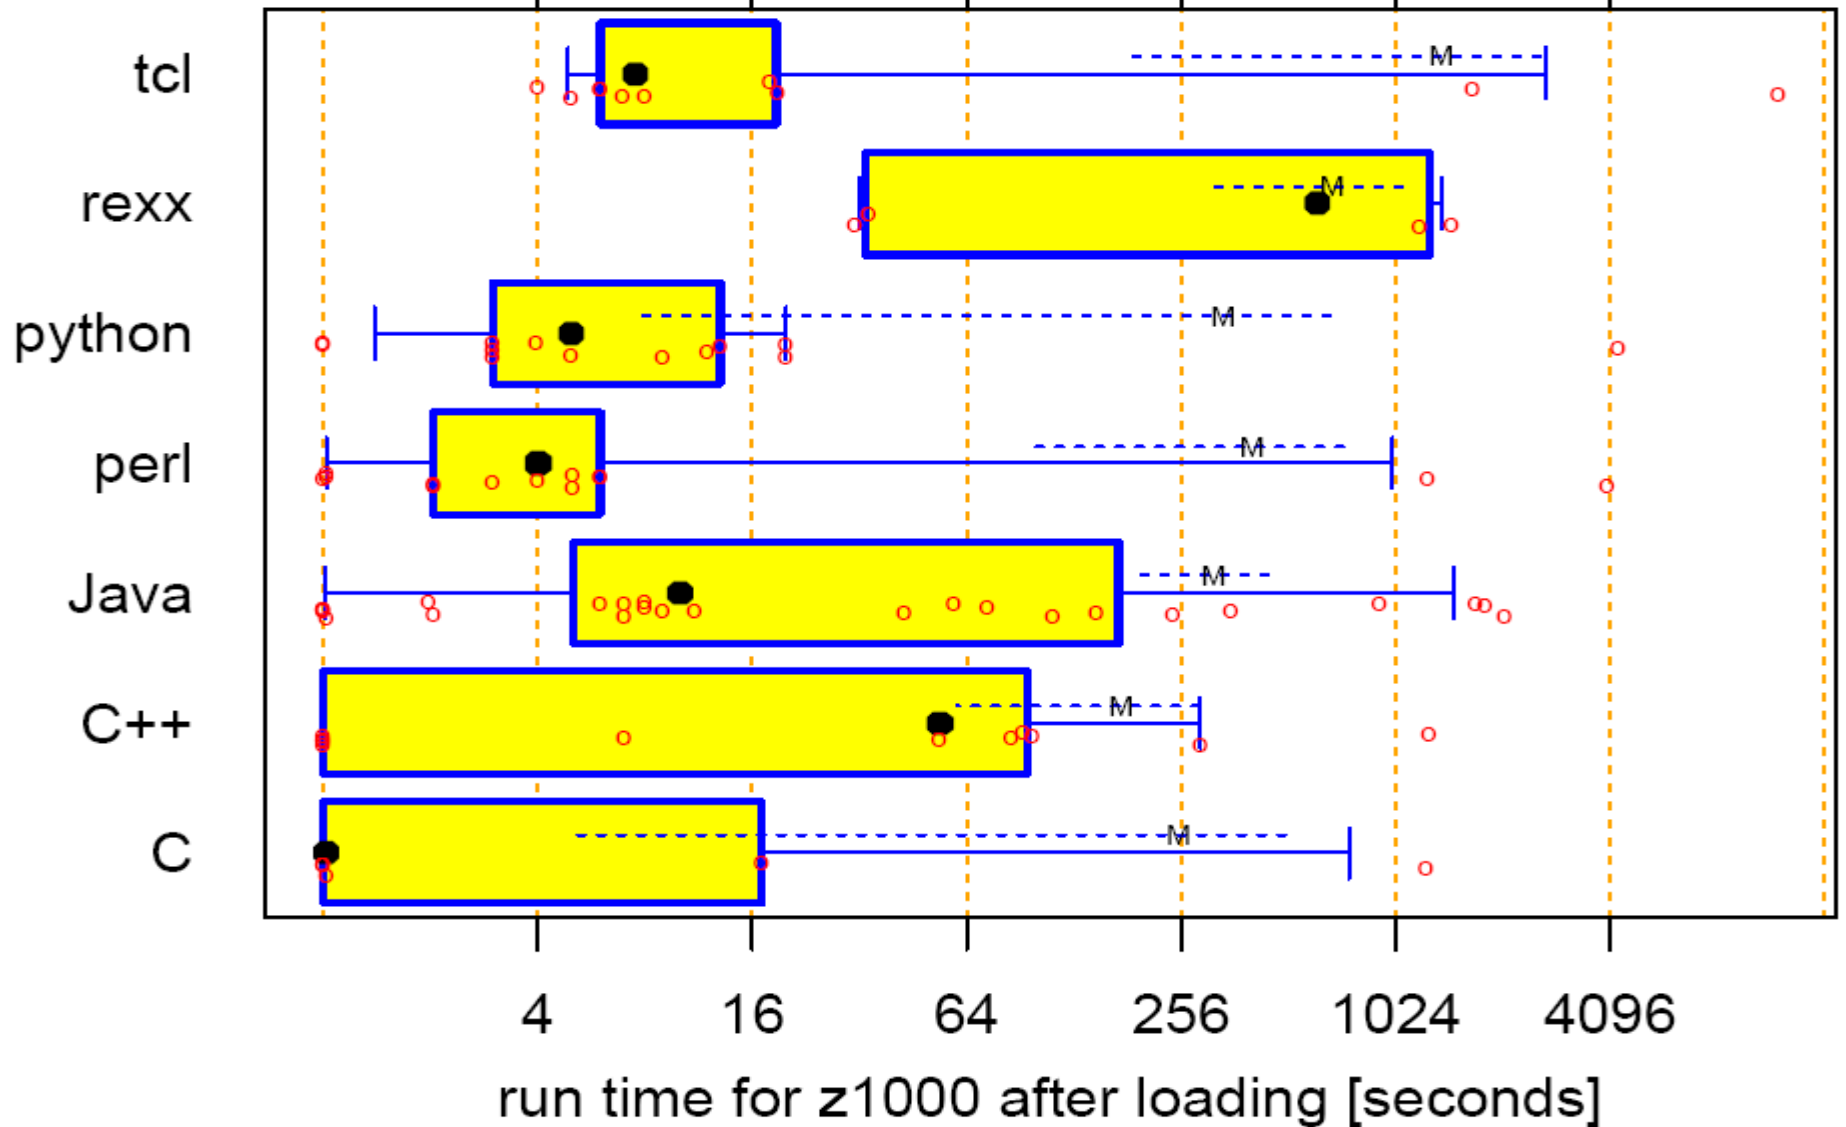 tcl M
rexx M
python M
perl M
Java M
C++ M
C M
4 16 64 256 1024 4096
run time for z1000 after loading [seconds]